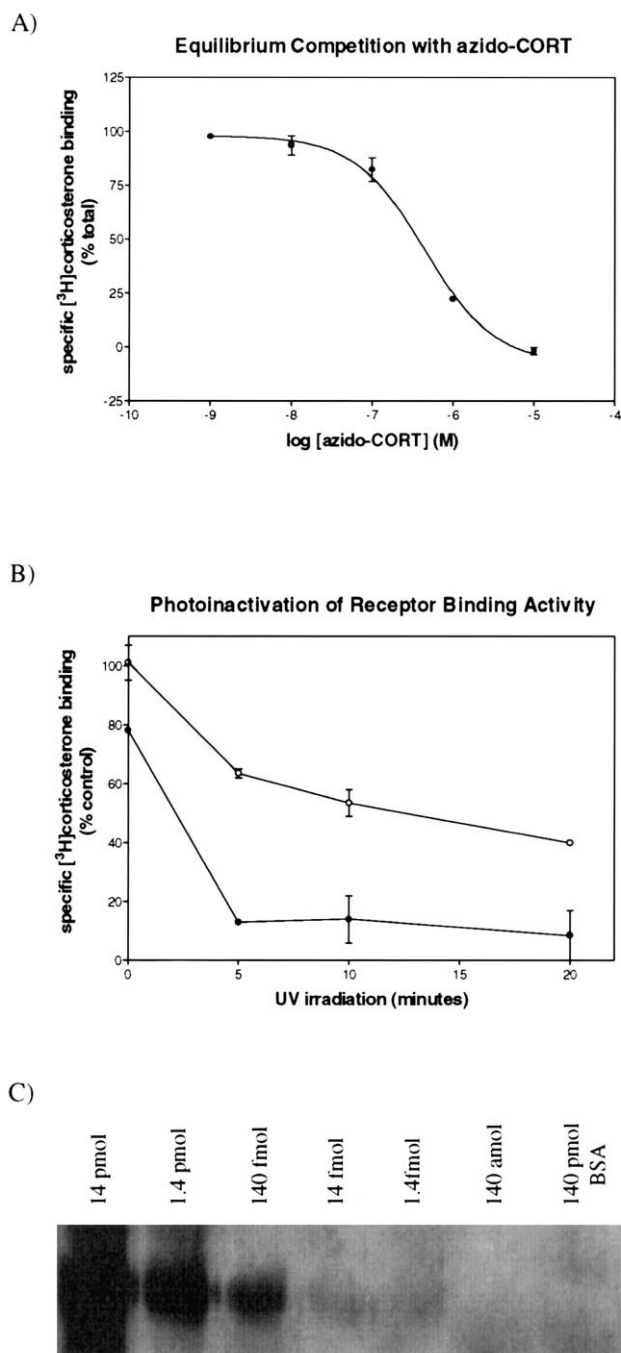 A)
Equilibrium Competition with azido-CORT
specific [³H]corticosterone binding
(% total)
125
100
75
50
25
0
-25
-10
-9
-8
-7
-6
-5
-4
log [azido-CORT] (M)
B)
Photoinactivation of Receptor Binding Activity
specific [³H]corticosterone binding
(% control)
100
80
60
40
20
0
0
5
10
15
20
UV irradiation (minutes)
C)
14 pmol
1.4 pmol
140 fmol
14 fmol
1.4fmol
140 amol
140 pmol
BSA